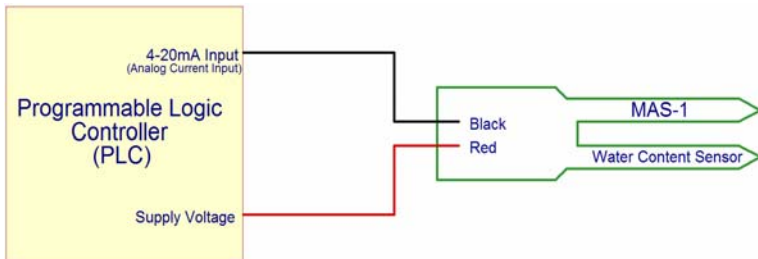 4-20mA Input
(Analog Current Input)
Programmable Logic
Controller
(PLC)
Supply Voltage
Black
Red
MAS-1
Water Content Sensor